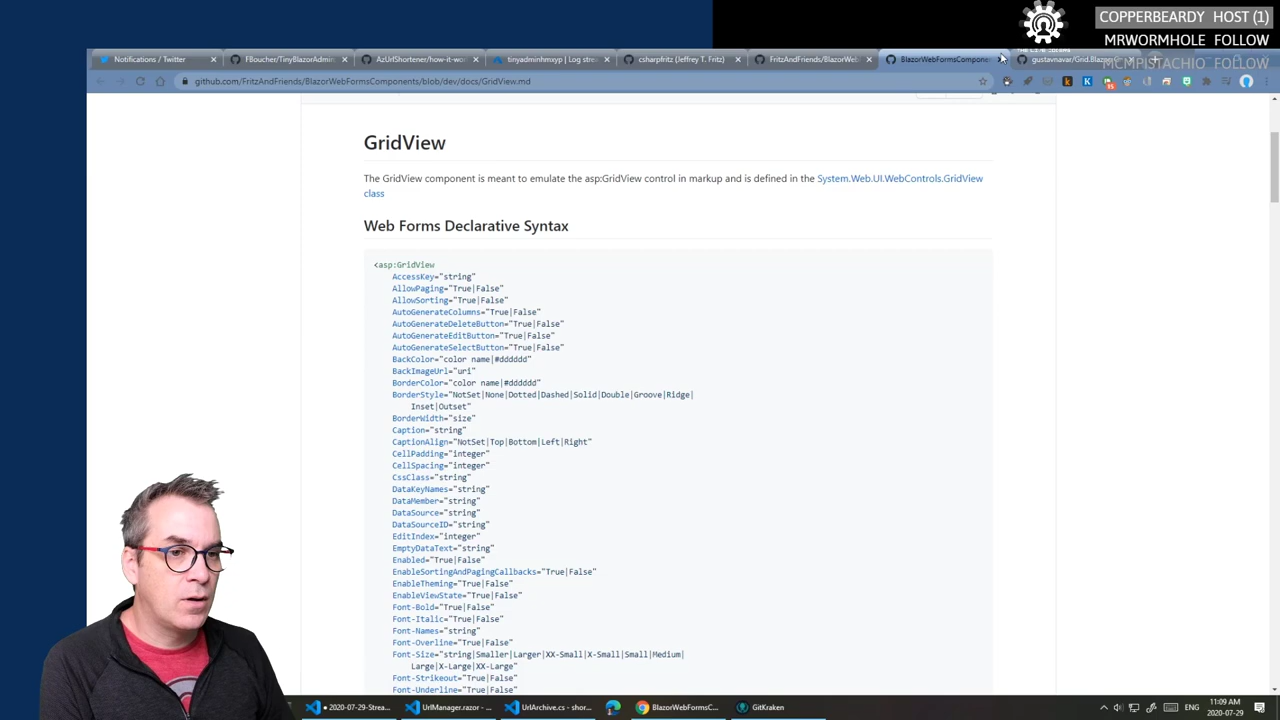 COPPERBEARDY HOST (1)
MRWORMHOLE FOLLOW
MCMPISTACHIO FOLLOW
Notifications / Twitter
FBoucher/TinyBlazorAdmin
AzUrlShortener/how-it-wor
tinyadminhmxyp | Log strea
csharpfritz (Jeffrey T. Fritz)
FritzAndFriends/BlazorWeb
BlazorWebFormsCompone
gustavnavar/Grid.Blazor
github.com/FritzAndFriends/BlazorWebFormsComponents/blob/dev/docs/GridView.md
GridView
The GridView component is meant to emulate the asp:GridView control in markup and is defined in the System.Web.UI.WebControls.GridView
class
Web Forms Declarative Syntax
<asp:GridView
AccessKey="string"
AllowPaging="True|False"
AllowSorting="True|False"
AutoGenerateColumns="True|False"
AutoGenerateDeleteButton="True|False"
AutoGenerateEditButton="True|False"
AutoGenerateSelectButton="True|False"
BackColor="color name|#dddddd"
BackImageUrl="uri"
BorderColor="color name|#dddddd"
BorderStyle="NotSet|None|Dotted|Dashed|Solid|Double|Groove|Ridge|
Inset|Outset"
BorderWidth="size"
Caption="string"
CaptionAlign="NotSet|Top|Bottom|Left|Right"
CellPadding="integer"
CellSpacing="integer"
CssClass="string"
DataKeyNames="string"
DataMember="string"
DataSource="string"
DataSourceID="string"
EditIndex="integer"
EmptyDataText="string"
Enabled="True|False"
EnableSortingAndPagingCallbacks="True|False"
EnableTheming="True|False"
EnableViewState="True|False"
Font-Bold="True|False"
Font-Italic="True|False"
Font-Names="string"
Font-Overline="True|False"
Font-Size="string|Smaller|Larger|XX-Small|X-Small|Small|Medium|
Large|X-Large|XX-Large"
Font-Strikeout="True|False"
Font-Underline="True|False"
• 2020-07-29-Strea...
UrlManager.razor - ...
UrlArchive.cs - shor...
BlazorWebFormsC...
GitKraken
ENG
11:09 AM
2020-07-29